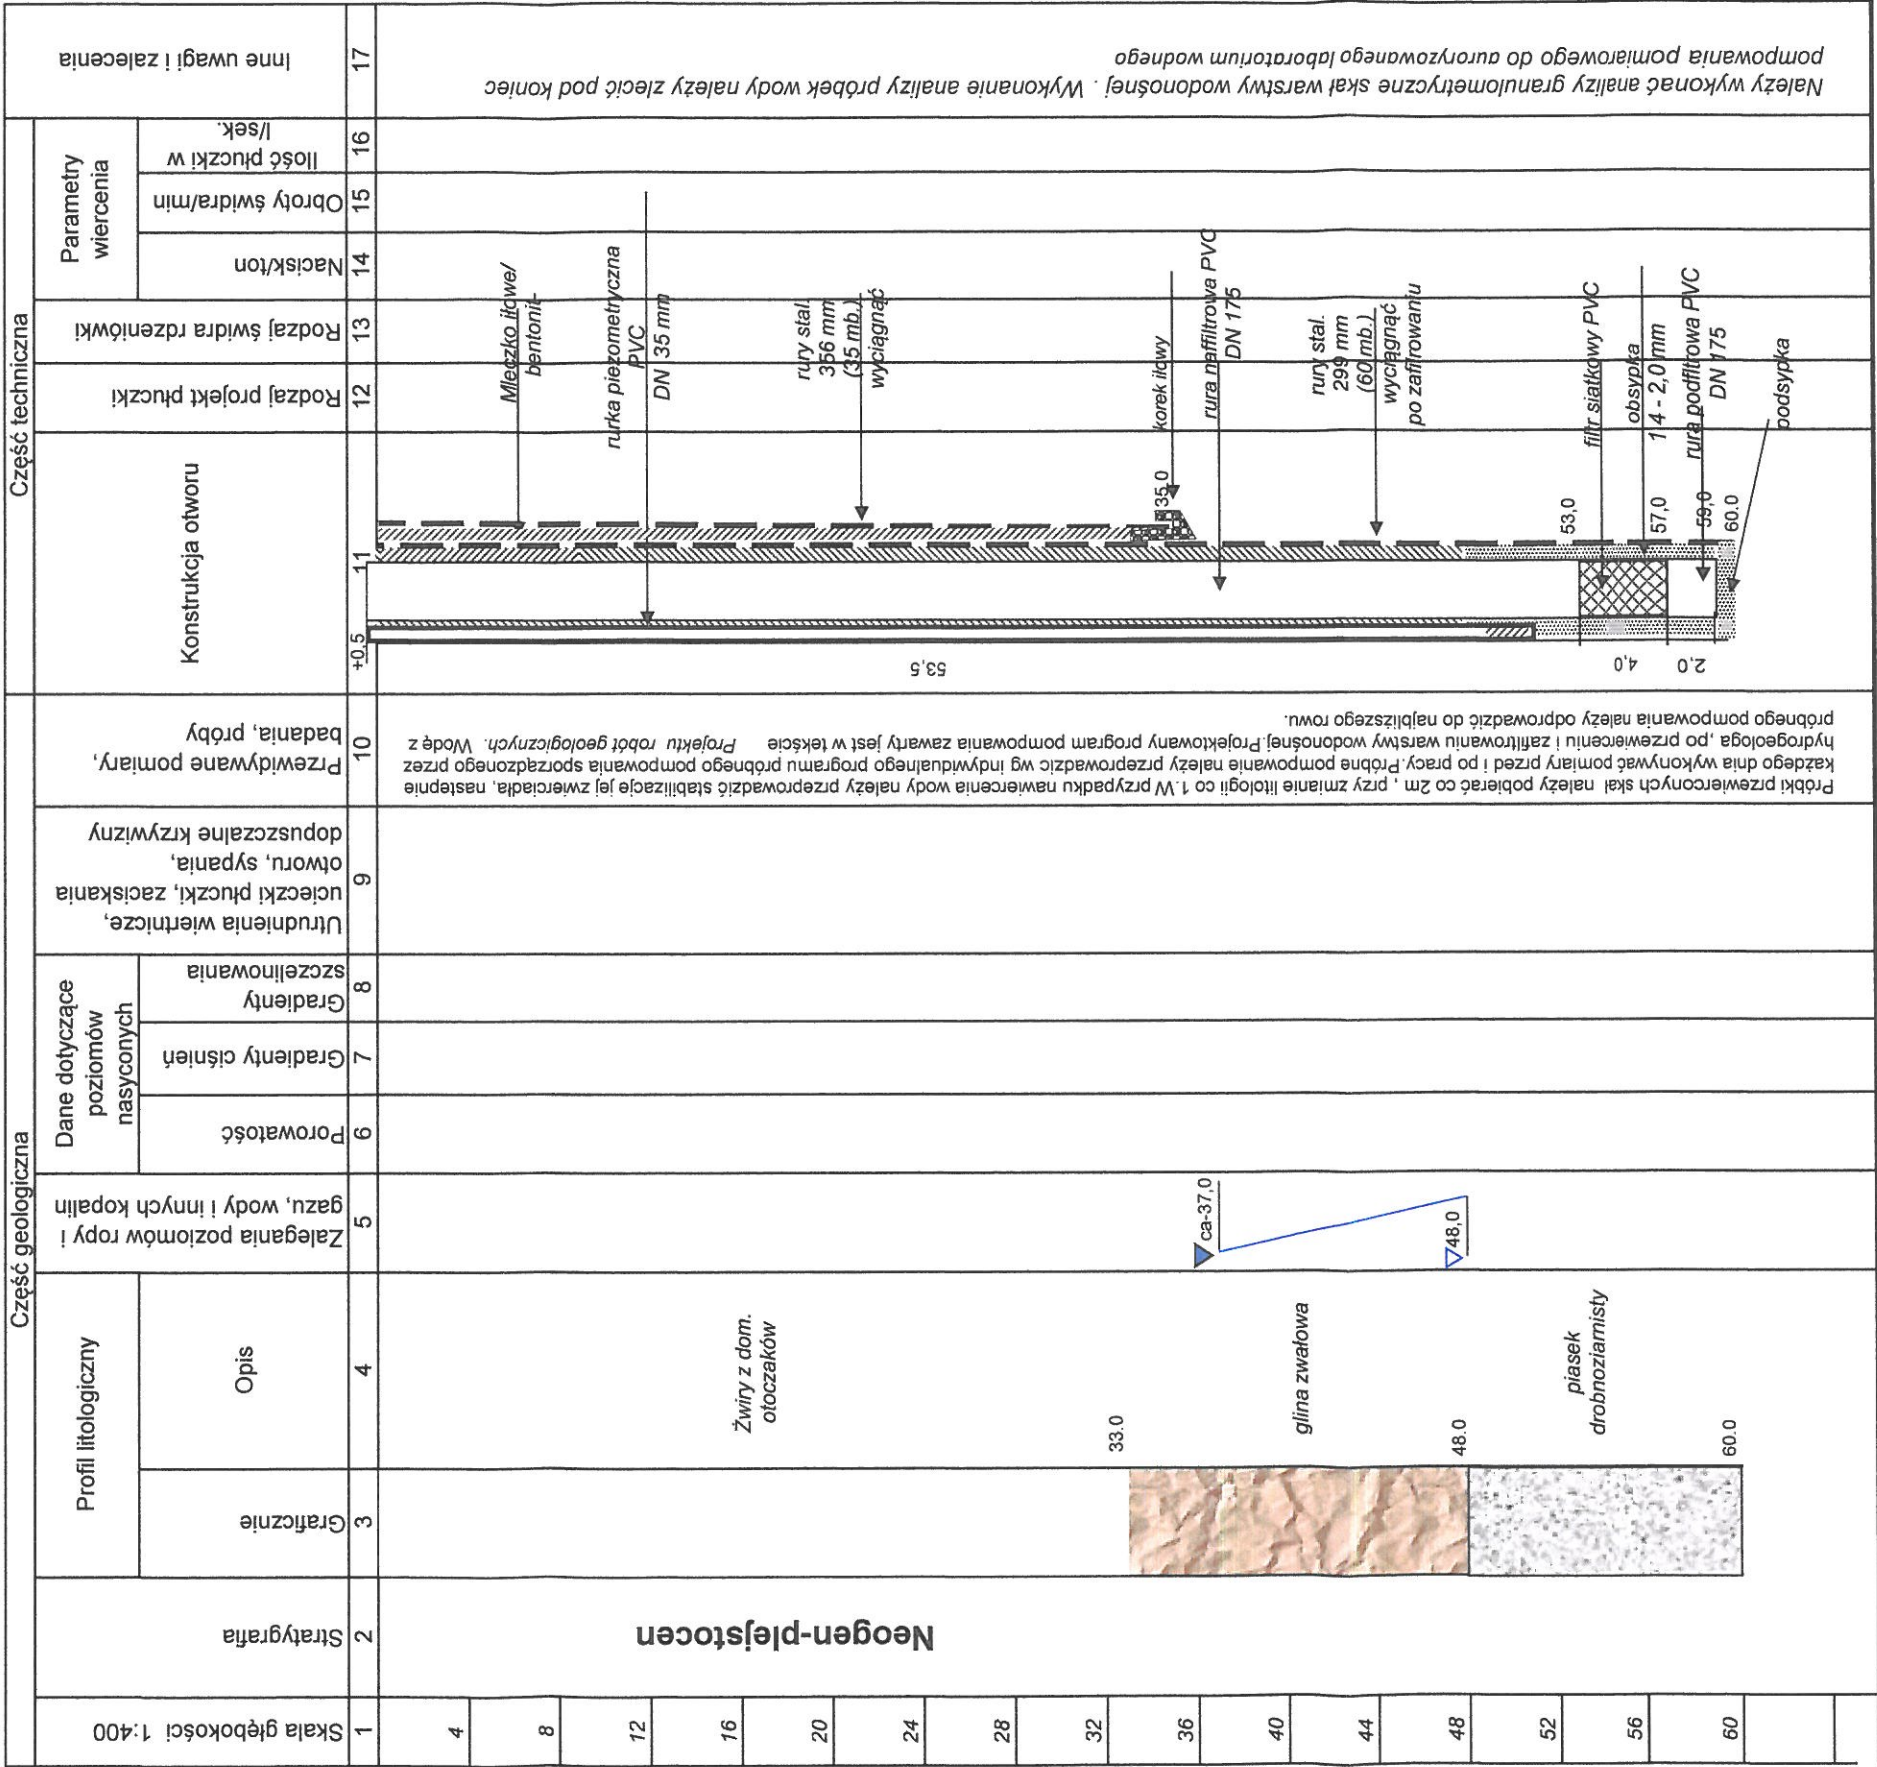 Część geologiczna
Część techniczna
Skala głębokości 1:400
Stratygrafia
Profil litologiczny
Graficznie
Opis
Zalegania poziomów ropy i
gazu, wody i innych kopalin
Dane dotyczące
poziomów
nasyconych
Porowatość
Gradienty ciśnień
Gradienty
szczelinowania
Utrudnienia wiertnicze,
ucieczki płuczki, zaciskania
otworu, sypania,
dopuszczalne krzywizny
Przewidywane pomiary,
badania, próby
Konstrukcja otworu
Rodzaj projekt płuczki
Rodzaj świdra rdzeniówki
Parametry
wiercenia
Nacisk/ton
Obroty świdra/min
Ilość płuczki w
l/sek.
Inne uwagi i zalecenia
1
2
3
4
5
6
7
8
9
10
11
12
13
14
15
16
17
4
8
12
16
20
24
28
32
36
40
44
48
52
56
60
Neogen-plejstocen
Żwiry z dom.
otoczaków
33.0
glina zwałowa
48.0
piasek
drobnoziarnisty
60.0
ca-37,0
48,0
Próbki przewierconych skał należy pobierać co 2m , przy zmianie litologii co 1.W przypadku nawiercenia wody należy przeprowadzić stabilizację jej zwierciadła, następnie
każdego dnia wykonywać pomiary przed i po pracy.Próbne pompowanie należy przeprowadzic wg indywidualnego programu próbnego pompowania sporządzonego przez
hydrogeologa ,po przewierceniu i zafiltrowaniu warstwy wodonośnej.Projektowany program pompowania zawarty jest w tekście Projektu robót geologicznych. Wodę z
próbnego pompowania należy odprowadzić do najbliższego rowu.
+0,5
53,5
4,0
2,0
Mleczko iłowe/
bentonit-
rurka piezometryczna
PVC
DN 35 mm
rury stal.
356 mm
(35 mb.)
wyciągnąć
korek iłowy
35,0
rura naffiltrowa PVC
DN 175
rury stal.
299 mm
(60 mb.)
wyciągnąć
po zafiltrowaniu
filtr siatkowy PVC
53,0
obsypka
1 4 - 2,0 mm
57,0
rura podfiltrowa PVC
DN 175
59,0
60.0
podsypka
Należy wykonać analizy granulometryczne skał warstwy wodonośnej . Wykonanie analizy próbek wody należy zlecić pod koniec
pompowania pomiarowego do auroryzowanego laboratorium wodnego